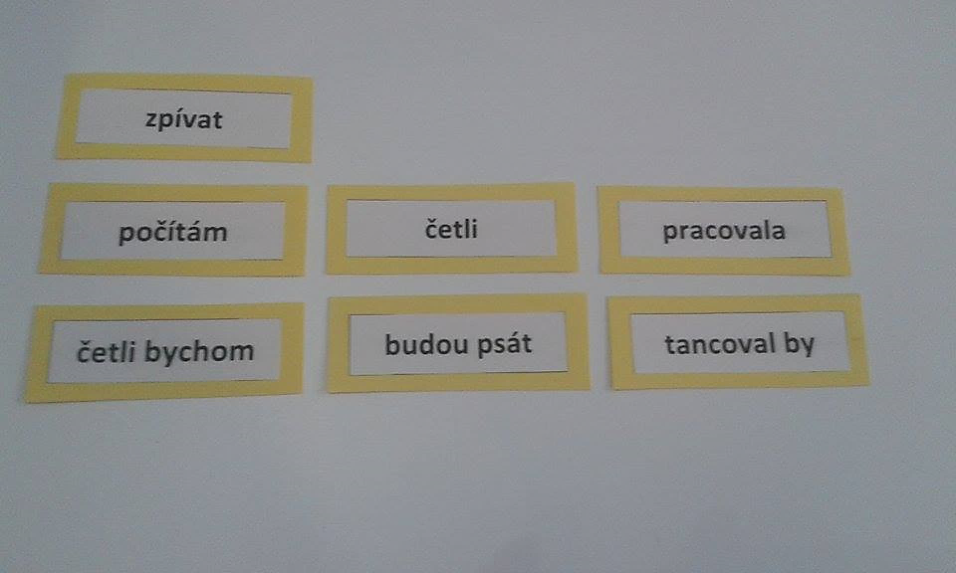 zpívat
počítám četli pracovala
četli bychom budou psát tancoval by